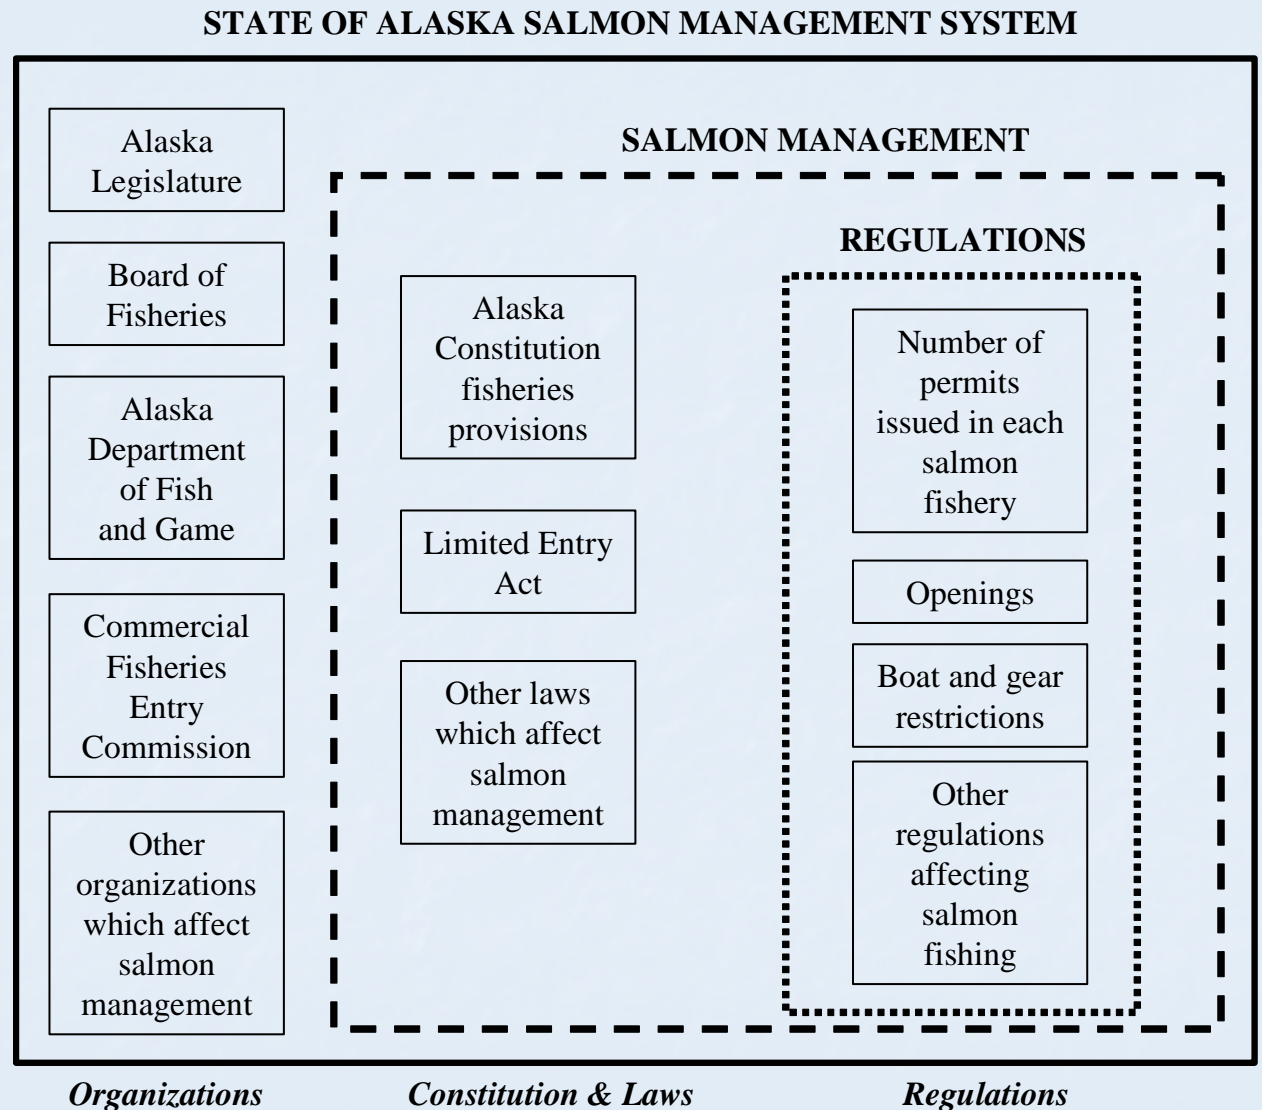 STATE OF ALASKA SALMON MANAGEMENT SYSTEM
Alaska
Legislature
Board of
Fisheries
Alaska
Department
of Fish
and Game
Commercial
Fisheries
Entry
Commission
Other
organizations
which affect
salmon
management
SALMON MANAGEMENT
Alaska
Constitution
fisheries
provisions
Limited Entry
Act
Other laws
which affect
salmon
management
REGULATIONS
Number of
permits
issued in each
salmon
fishery
Openings
Boat and gear
restrictions
Other
regulations
affecting
salmon
fishing
Organizations
Constitution & Laws
Regulations